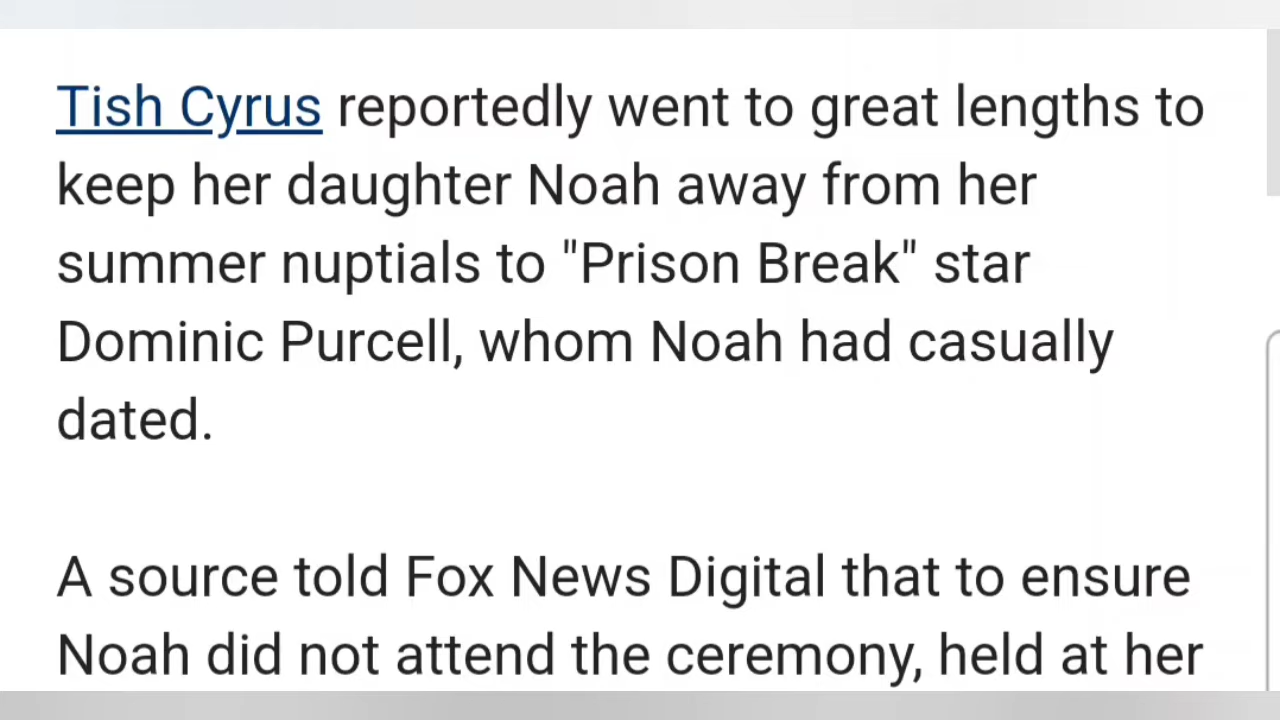 Tish Cyrus reportedly went to great lengths to
keep her daughter Noah away from her
summer nuptials to "Prison Break" star
Dominic Purcell, whom Noah had casually
dated.
A source told Fox News Digital that to ensure
Noah did not attend the ceremony, held at her